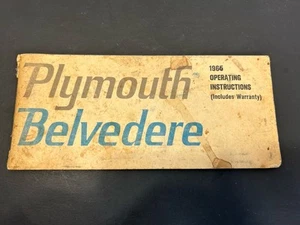 Plymouth
Belvedere
1966
OPERATING
INSTRUCTIONS
(Includes Warranty)